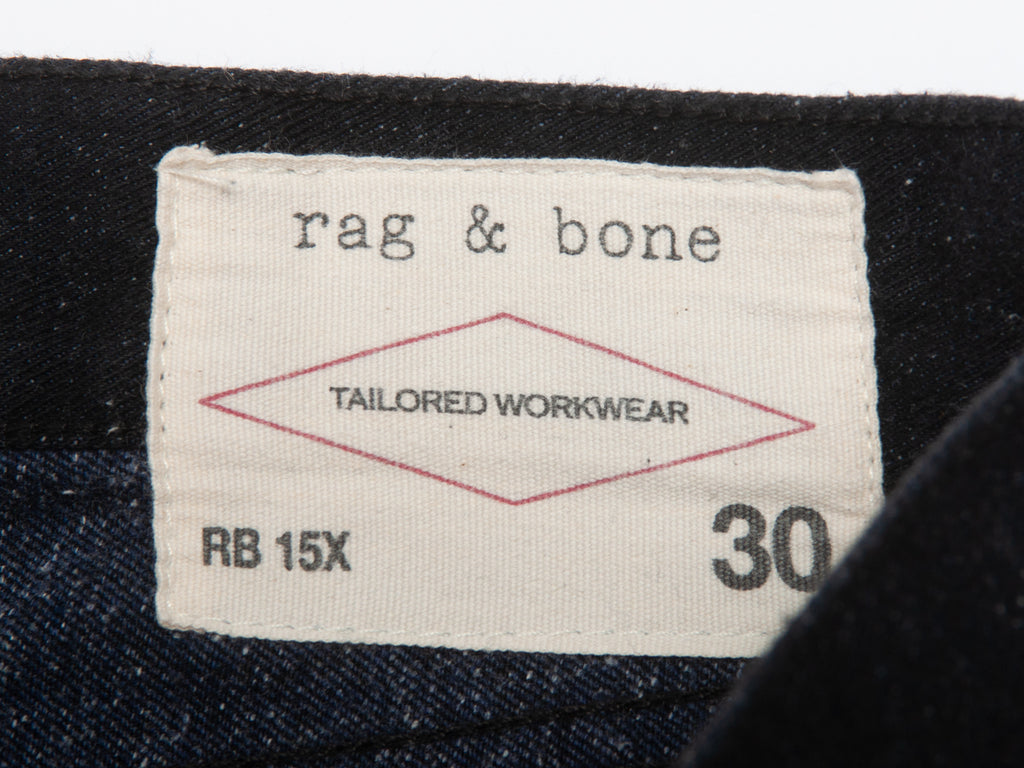 rag & bone
TAILORED WORKWEAR
RB 15X
30